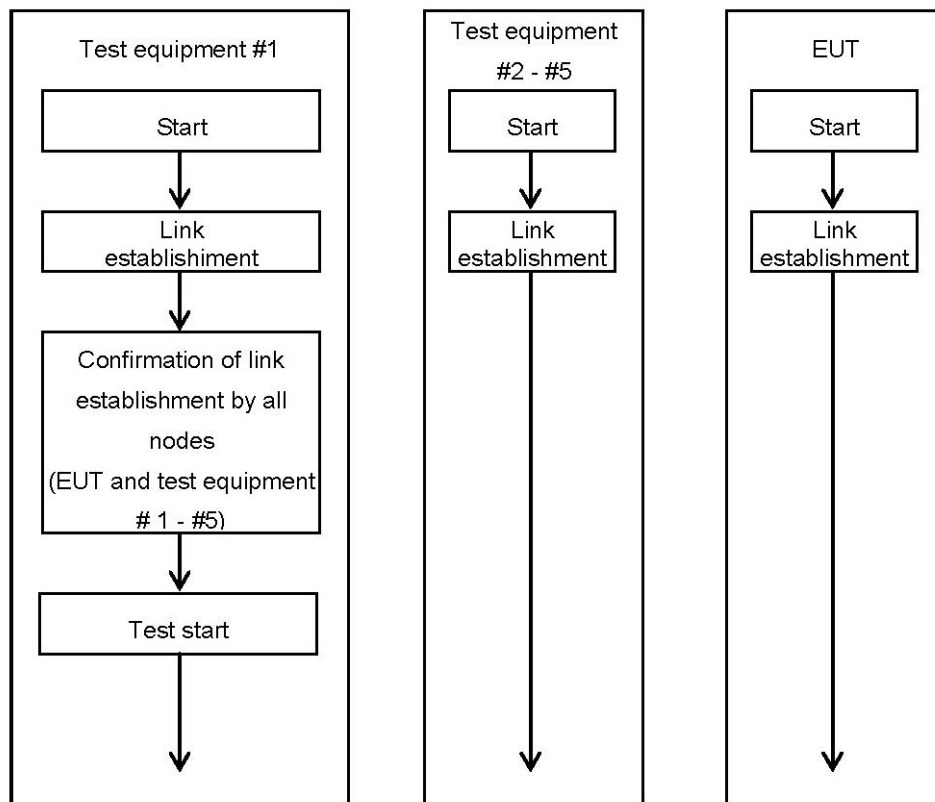 Test equipment #1
Start
Link
establishiment
Confirmation of link
establishment by all
nodes
(EUT and test equipment
# 1 - #5)
Test start
Test equipment
#2 - #5
Start
Link
establishment
EUT
Start
Link
establishment